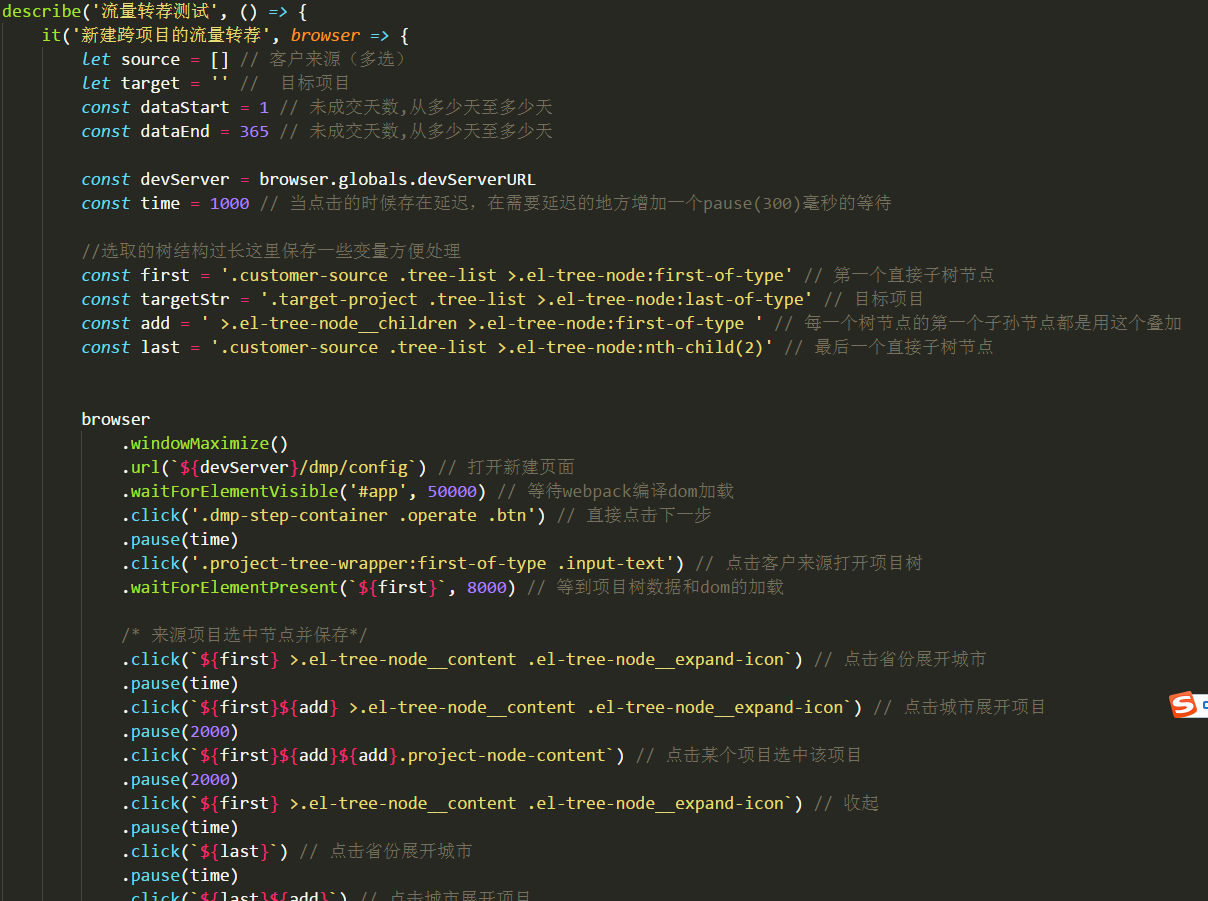 describe('流量转荐测试', () => {
it('新建跨项目的流量转荐', browser => {
let source = [] // 客户来源（多选）
let target = '' //  目标项目
const dataStart = 1 // 未成交天数,从多少天至多少天
const dataEnd = 365 // 未成交天数,从多少天至多少天
const devServer = browser.globals.devServerURL
const time = 1000 // 当点击的时候存在延迟，在需要延迟的地方增加一个pause(300)毫秒的等待
//选取的树结构过长这里保存一些变量方便处理
const first = '.customer-source .tree-list >.el-tree-node:first-of-type' // 第一个直接子树节点
const targetStr = '.target-project .tree-list >.el-tree-node:last-of-type' // 目标项目
const add = ' >.el-tree-node__children >.el-tree-node:first-of-type ' // 每一个树节点的第一个子孙节点都是用这个叠加
const last = '.customer-source .tree-list >.el-tree-node:nth-child(2)' // 最后一个直接子树节点
browser
.windowMaximize()
.url(`${devServer}/dmp/config`) // 打开新建页面
.waitForElementVisible('#app', 50000) // 等待webpack编译dom加载
.click('.dmp-step-container .operate .btn') // 直接点击下一步
.pause(time)
.click('.project-tree-wrapper:first-of-type .input-text') // 点击客户来源打开项目树
.waitForElementPresent(`${first}`, 8000) // 等到项目树数据和dom的加载
/* 来源项目选中节点并保存*/
.click(`${first} >.el-tree-node__content .el-tree-node__expand-icon`) // 点击省份展开城市
.pause(time)
.click(`${first}${add} >.el-tree-node__content .el-tree-node__expand-icon`) // 点击城市展开项目
.pause(2000)
.click(`${first}${add}${add}.project-node-content`) // 点击某个项目选中该项目
.pause(2000)
.click(`${first} >.el-tree-node__content .el-tree-node__expand-icon`) // 收起
.pause(time)
.click(`${last}`) // 点击省份展开城市
.pause(time)
.click(`${last}${add}`) // 点击城市展开项目